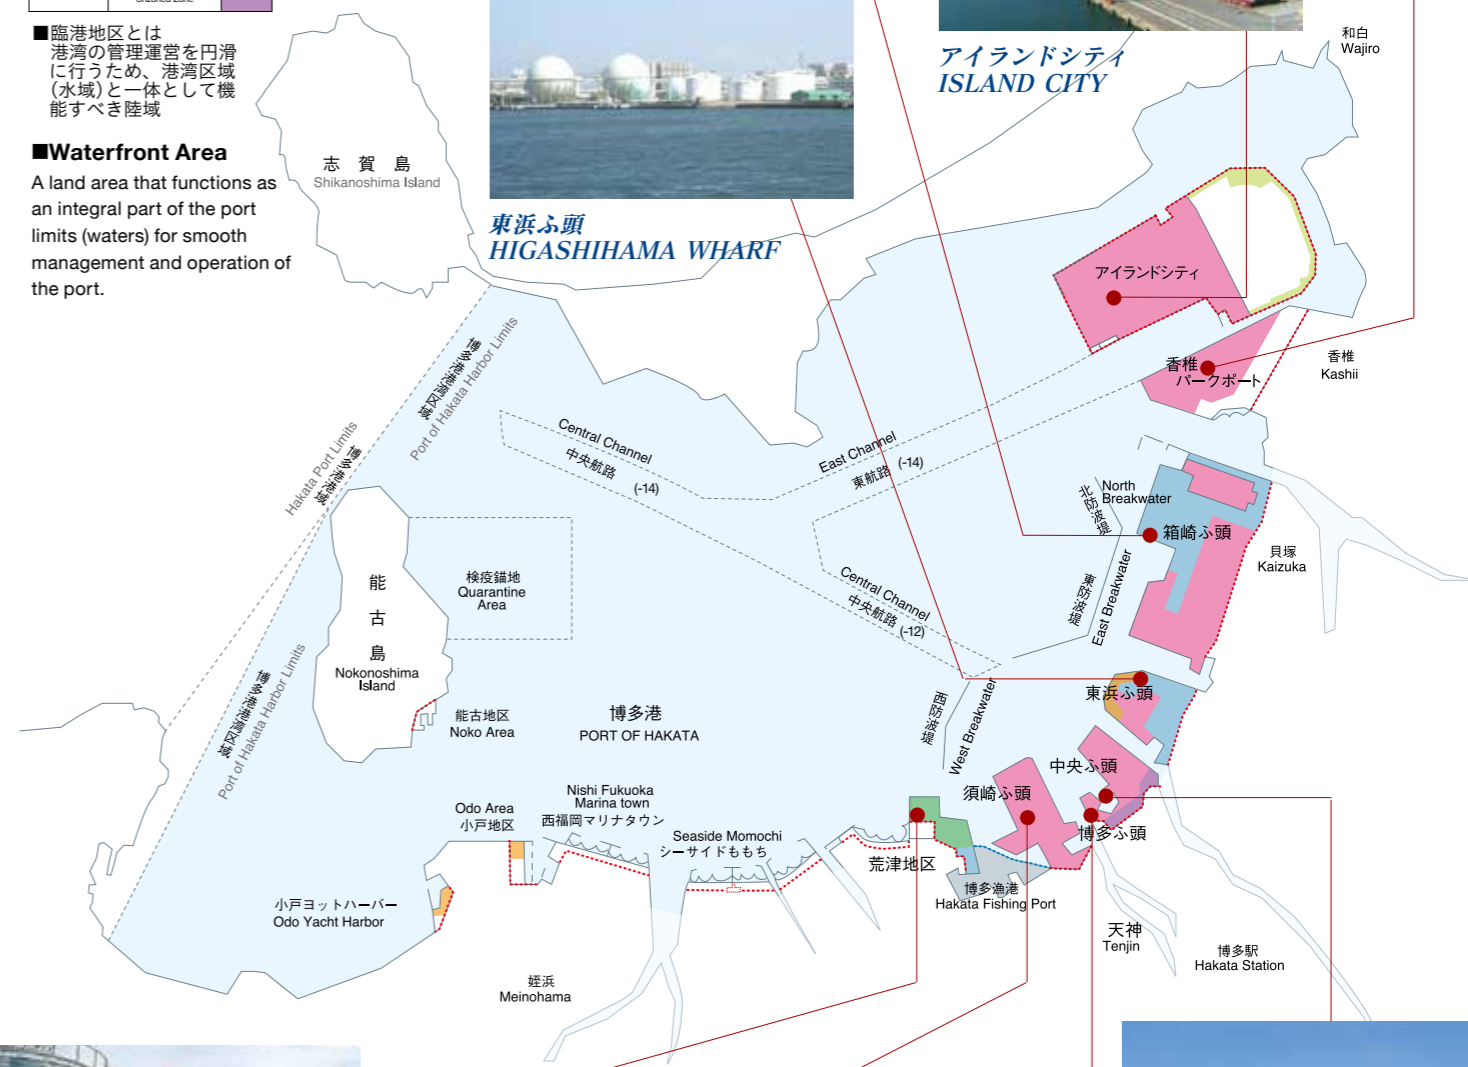 Unzoned Zone
■臨港地区とは
港湾の管理運営を円滑
に行うため、港湾区域
(水域)と一体として機
能すべき陸域
■Waterfront Area
A land area that functions as
an integral part of the port
limits (waters) for smooth
management and operation of
the port.
志賀島
Shikanoshima Island
東浜ふ頭
HIGASHIHAMA WHARF
アイランドシティ
ISLAND CITY
和白
Wajiro
アイランドシティ
香椎
パークポート
香椎
Kashii
博多港港湾区域
Port of Hakata Harbor Limits
Hakata Port Limits
博多港港域
Central Channel
中央航路
(-14)
East Channel
東航路
(-14)
北防波堤
North
Breakwater
箱崎ふ頭
貝塚
Kaizuka
東防波堤
East Breakwater
検疫錨地
Quarantine
Area
能古島
Nokonoshima
Island
Central Channel
中央航路
(-12)
博多港港湾区域
Port of Hakata Harbor Limits
能古地区
Noko Area
博多港
PORT OF HAKATA
西防波堤
West Breakwater
東浜ふ頭
中央ふ頭
須崎ふ頭
博多ふ頭
Odo Area
小戸地区
Nishi Fukuoka
Marina town
西福岡マリナタウン
Seaside Momochi
シーサイドももち
荒津地区
博多漁港
Hakata Fishing Port
小戸ヨットハーバー
Odo Yacht Harbor
天神
Tenjin
博多駅
Hakata Station
姪浜
Meinohama